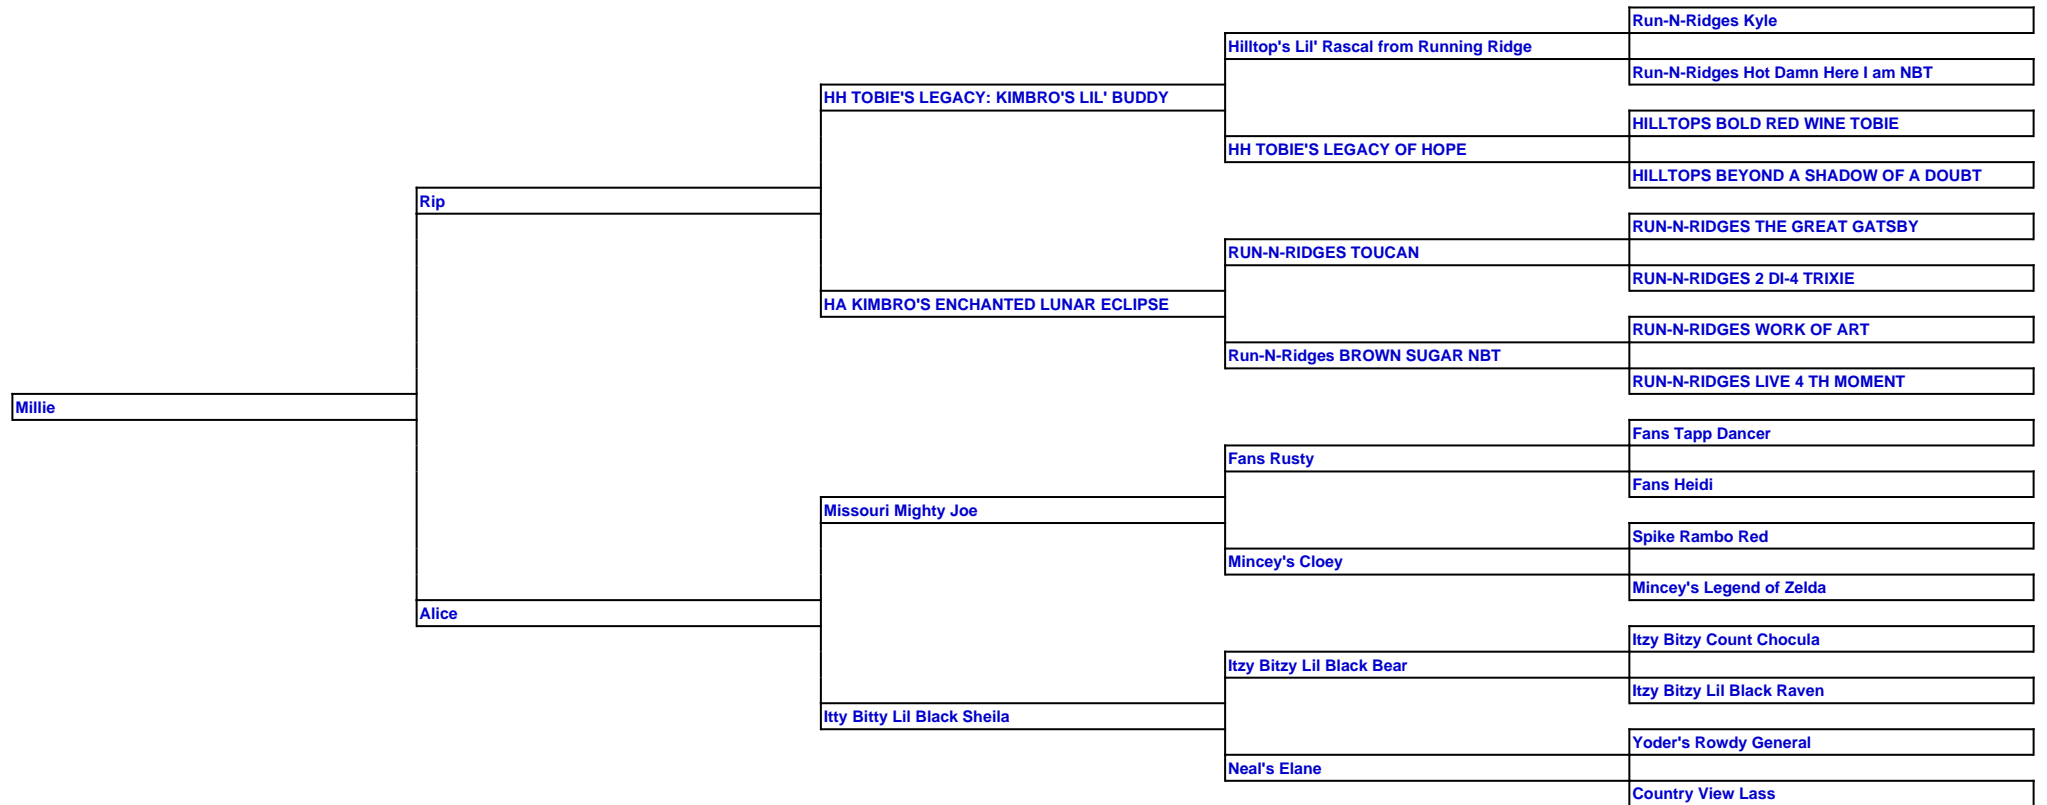 Run-N-Ridges Kyle
Hilltop's Lil' Rascal from Running Ridge
Run-N-Ridges Hot Damn Here I am NBT
HH TOBIE'S LEGACY: KIMBRO'S LIL' BUDDY
HILLTOPS BOLD RED WINE TOBIE
HH TOBIE'S LEGACY OF HOPE
HILLTOPS BEYOND A SHADOW OF A DOUBT
Rip
RUN-N-RIDGES THE GREAT GATSBY
RUN-N-RIDGES TOUCAN
RUN-N-RIDGES 2 DI-4 TRIXIE
HA KIMBRO'S ENCHANTED LUNAR ECLIPSE
RUN-N-RIDGES WORK OF ART
Run-N-Ridges BROWN SUGAR NBT
RUN-N-RIDGES LIVE 4 TH MOMENT
Millie
Fans Tapp Dancer
Fans Rusty
Fans Heidi
Missouri Mighty Joe
Spike Rambo Red
Mincey's Cloey
Mincey's Legend of Zelda
Alice
Itzy Bitzy Count Chocula
Itzy Bitzy Lil Black Bear
Itzy Bitzy Lil Black Raven
Itty Bitty Lil Black Sheila
Yoder's Rowdy General
Neal's Elane
Country View Lass